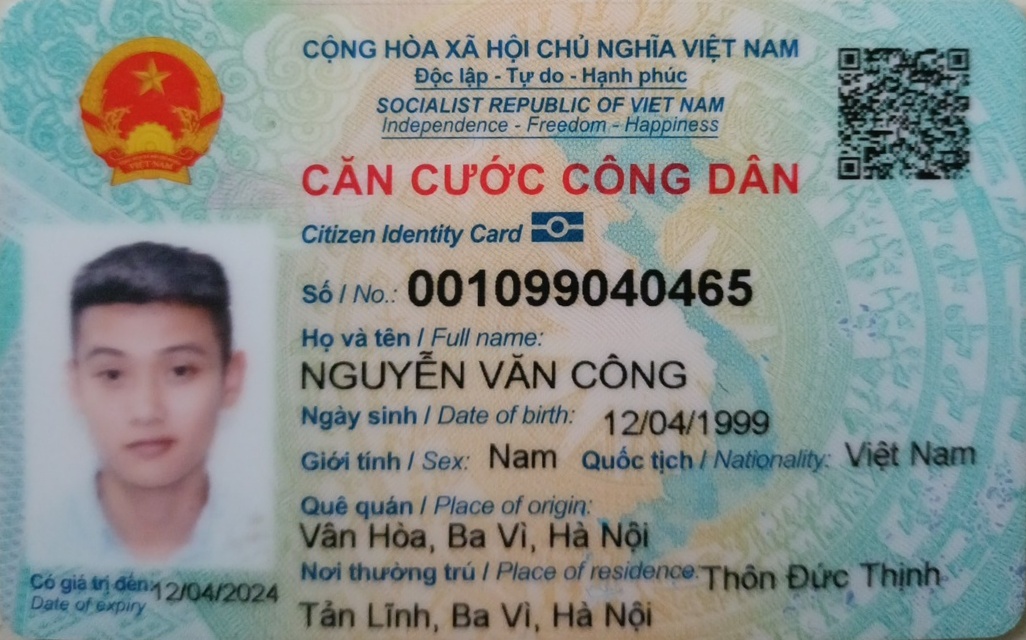 CỘNG HÒA XÃ HỘI CHỦ NGHĨA VIỆT NAM
Độc lập - Tự do - Hạnh phúc
SOCIALIST REPUBLIC OF VIET NAM
Independence - Freedom - Happiness
CĂN CƯỚC CÔNG DÂN
Citizen Identity Card
Số / No.: 001099040465
Họ và tên / Full name:
NGUYỄN VĂN CÔNG
Ngày sinh / Date of birth: 12/04/1999
Giới tính / Sex: Nam Quốc tịch / Nationality: Việt Nam
Quê quán / Place of origin:
Vân Hòa, Ba Vì, Hà Nội
Nơi thường trú / Place of residence: Thôn Đức Thịnh
Tản Lĩnh, Ba Vì, Hà Nội
Có giá trị đến: 12/04/2024
Date of expiry